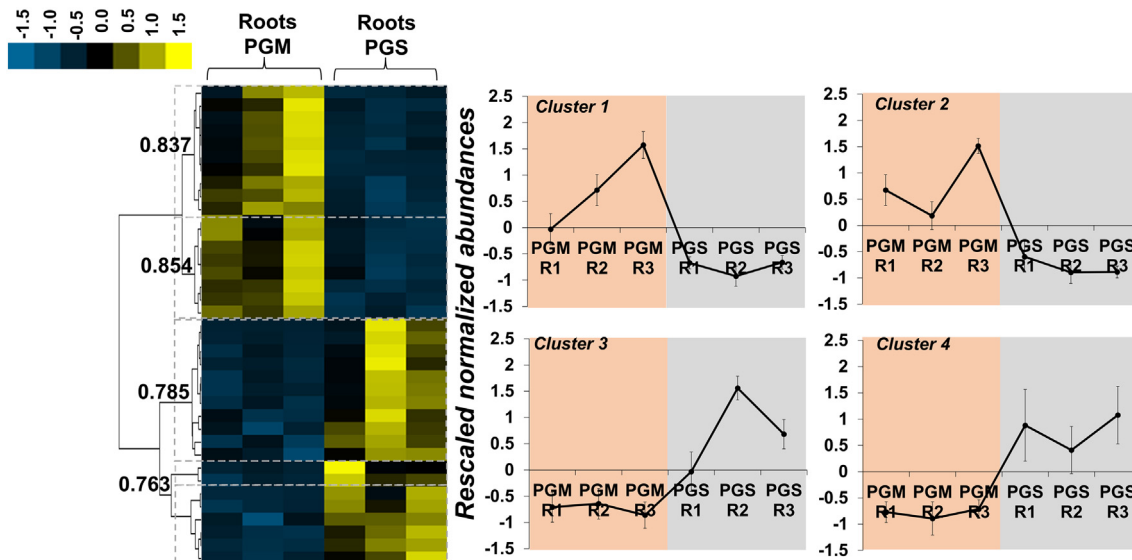 -1.5
-1.0
-0.5
0.0
0.5
1.0
1.5
Roots
PGM
Roots
PGS
0.837
0.854
0.785
0.763
Rescaled normalized abundances
Cluster 1
2.5
2
1.5
1
0.5
0
-0.5
-1
-1.5
PGM PGM PGM PGS PGS PGS
R1 R2 R3 R1 R2 R3
Cluster 2
2.5
2
1.5
1
0.5
0
-0.5
-1
-1.5
PGM PGM PGM PGS PGS PGS
R1 R2 R3 R1 R2 R3
Cluster 3
2.5
2
1.5
1
0.5
0
-0.5
-1
-1.5
PGM PGM PGM PGS PGS PGS
R1 R2 R3 R1 R2 R3
Cluster 4
2.5
2
1.5
1
0.5
0
-0.5
-1
-1.5
PGM PGM PGM PGS PGS PGS
R1 R2 R3 R1 R2 R3